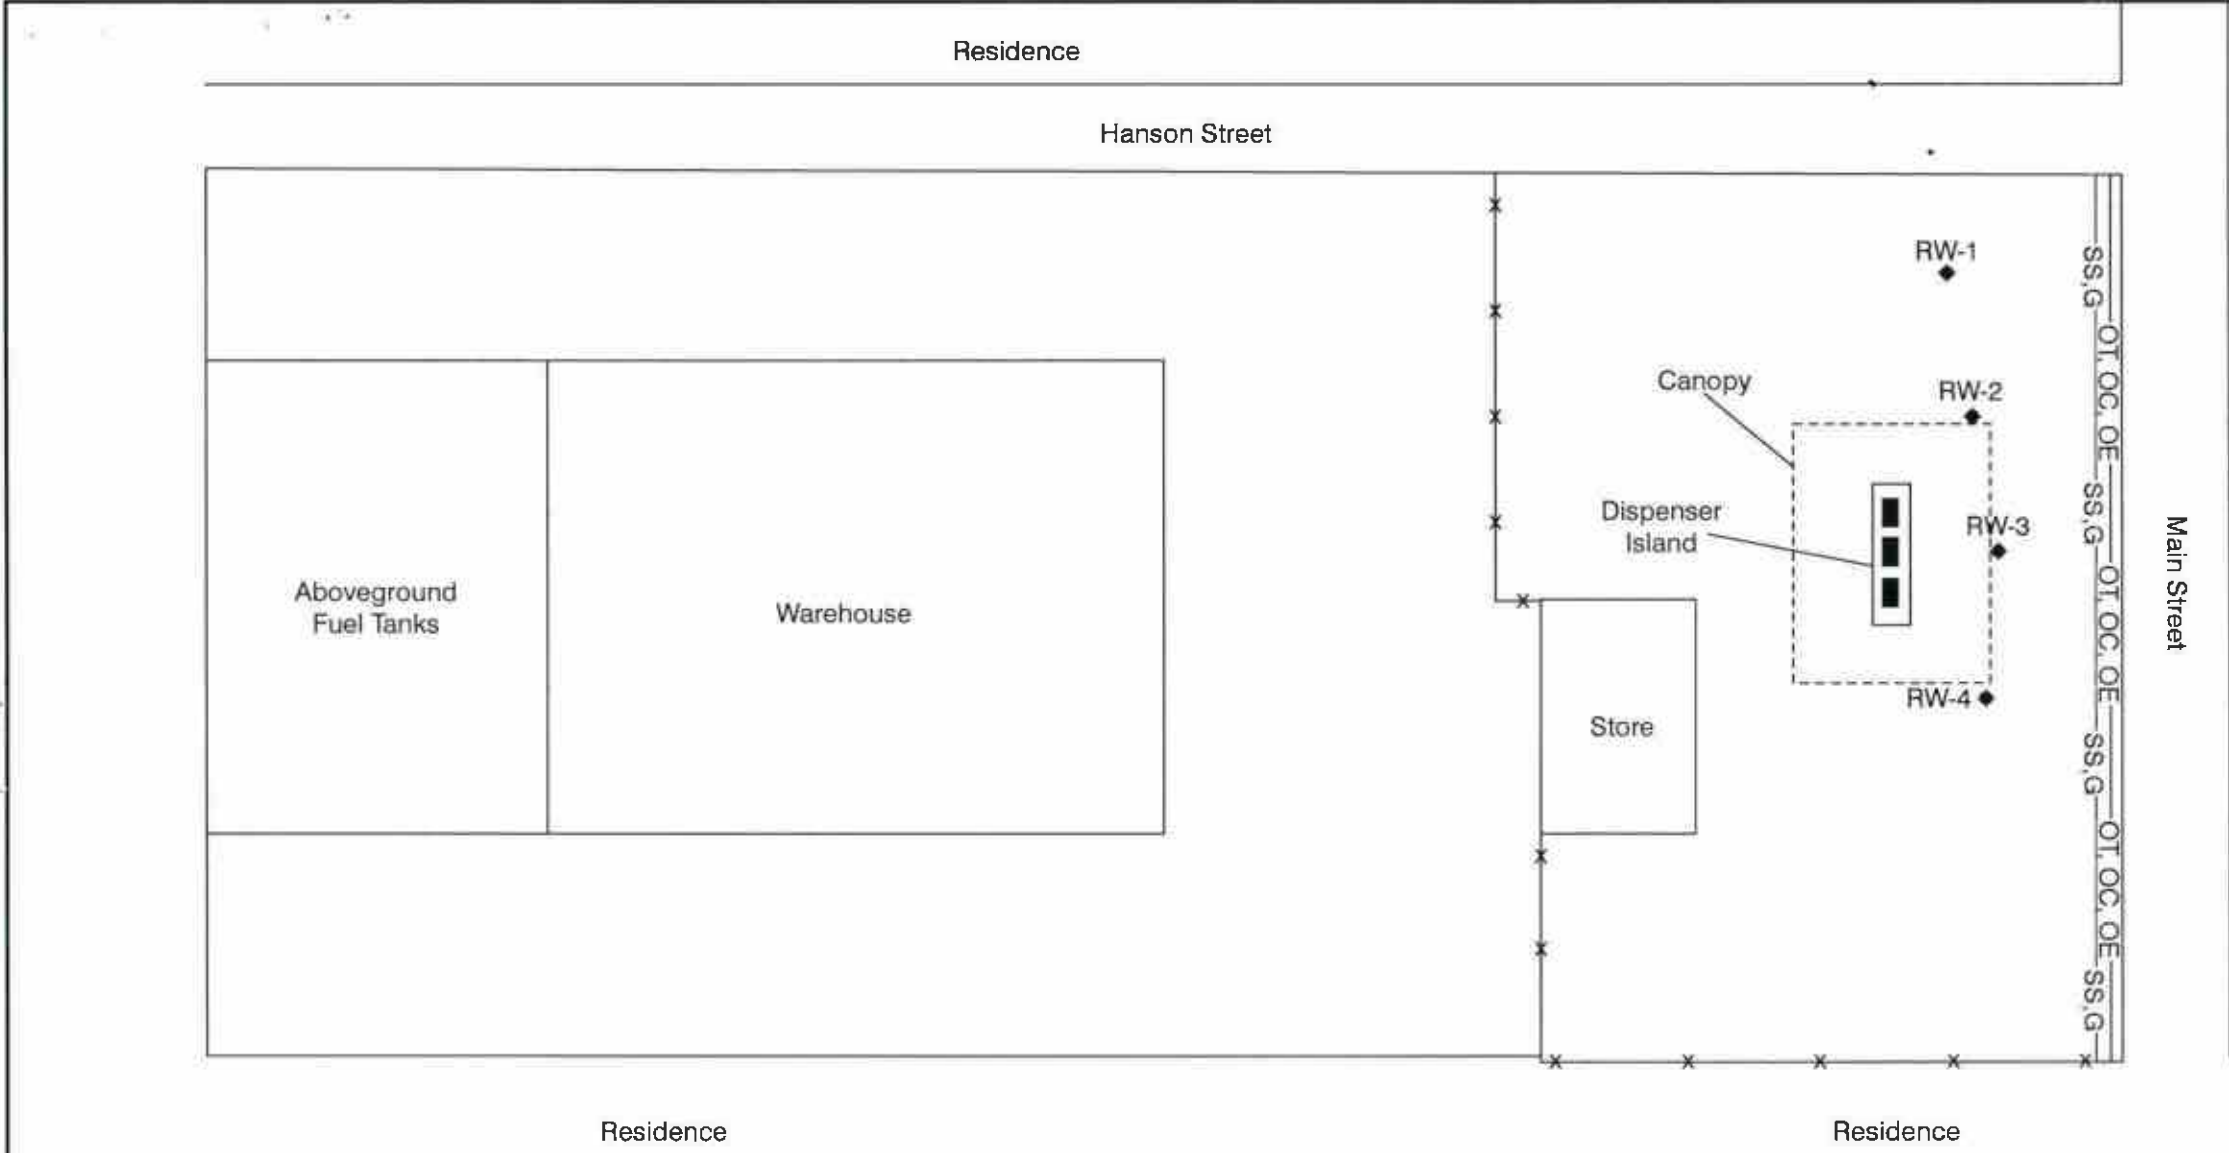 Residence
Hanson Street
RW-1
Canopy
RW-2
Dispenser
Island
RW-3
Aboveground
Fuel Tanks
Warehouse
RW-4
Store
SS,G
SS,G
SS,G
SS,G
OT, OC, OE
OT, OC, OE
OT, OC, OE
Main Street
Residence
Residence